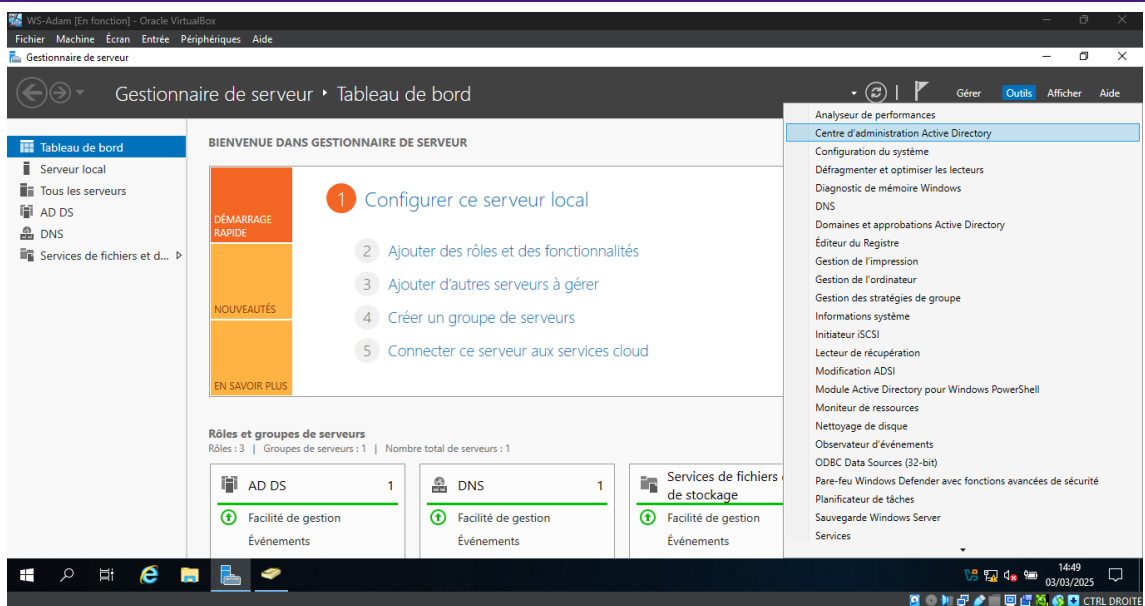 WS-Adam [En fonction] - Oracle VirtualBox
Fichier Machine Écran Entrée Périphériques Aide
Gestionnaire de serveur
Gestionnaire de serveur ‣ Tableau de bord
Gérer Outils Afficher Aide
Tableau de bord
Serveur local
Tous les serveurs
AD DS
DNS
Services de fichiers et d...
BIENVENUE DANS GESTIONNAIRE DE SERVEUR
DÉMARRAGE
RAPIDE
NOUVEAUTÉS
EN SAVOIR PLUS
1 Configurer ce serveur local
2 Ajouter des rôles et des fonctionnalités
3 Ajouter d'autres serveurs à gérer
4 Créer un groupe de serveurs
5 Connecter ce serveur aux services cloud
Rôles et groupes de serveurs
Rôles : 3 | Groupes de serveurs : 1 | Nombre total de serveurs : 1
AD DS 1
Facilité de gestion
Événements
DNS 1
Facilité de gestion
Événements
Services de fichiers
de stockage
Facilité de gestion
Événements
Analyseur de performances
Centre d'administration Active Directory
Configuration du système
Défragmenter et optimiser les lecteurs
Diagnostic de mémoire Windows
DNS
Domaines et approbations Active Directory
Éditeur du Registre
Gestion de l'impression
Gestion de l'ordinateur
Gestion des stratégies de groupe
Informations système
Initiateur iSCSI
Lecteur de récupération
Modification ADSI
Module Active Directory pour Windows PowerShell
Moniteur de ressources
Nettoyage de disque
Observateur d'événements
ODBC Data Sources (32-bit)
Pare-feu Windows Defender avec fonctions avancées de sécurité
Planificateur de tâches
Sauvegarde Windows Server
Services
14:49
03/03/2025
CTRL DROITE